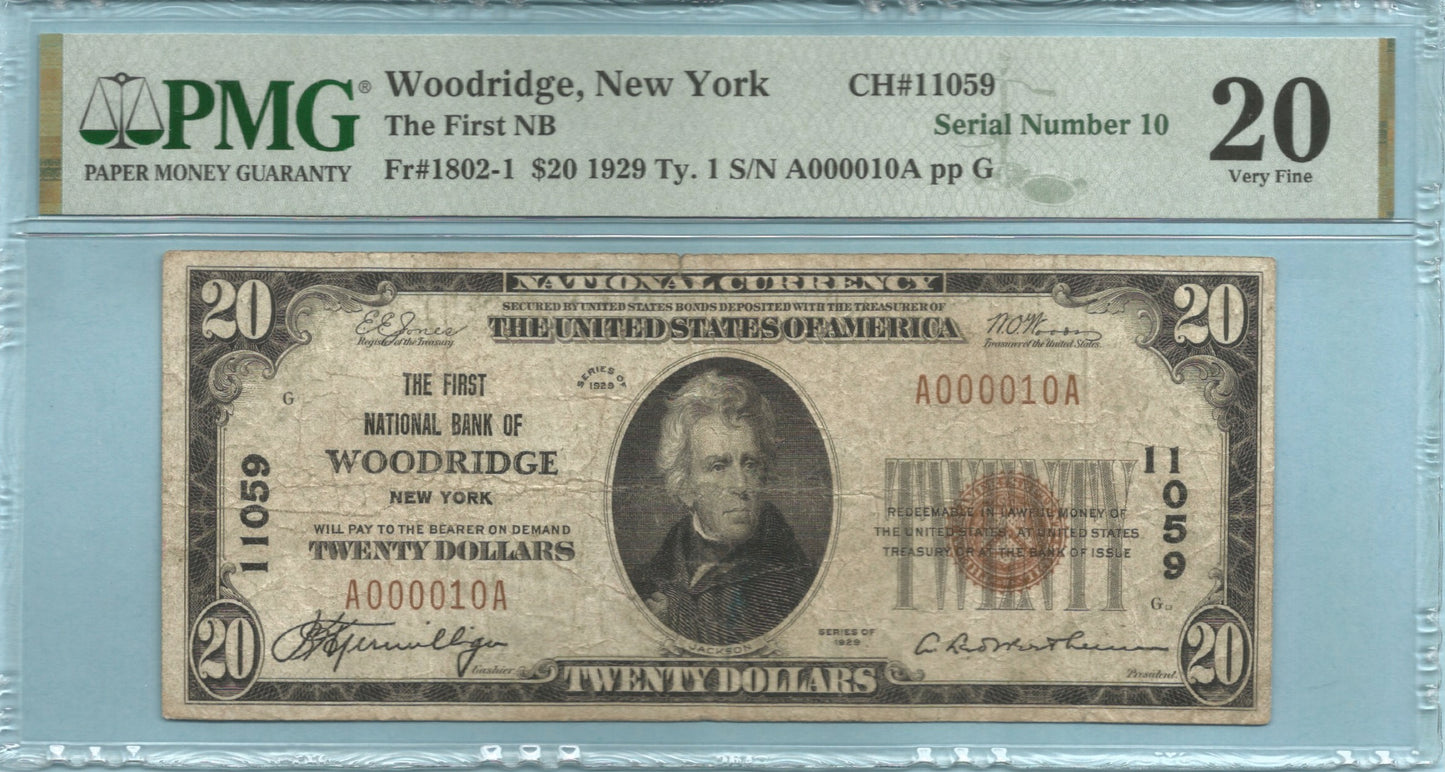 PMG®
PAPER MONEY GUARANTY
Woodridge, New York CH#11059
The First NB
Serial Number 10
Fr#1802-1 $20 1929 Ty. 1 S/N A000010A pp G
20
Very Fine
NATIONAL CURRENCY
SECURED BY UNITED STATES BONDS DEPOSITED WITH THE TREASURER OF
THE UNITED STATES OF AMERICA
20
20
E E Jones
Register of the Treasury
W.O. Woods
Treasurer of the United States
G
THE FIRST
NATIONAL BANK OF
WOODRIDGE
NEW YORK
WILL PAY TO THE BEARER ON DEMAND
TWENTY DOLLARS
A000010A
11059
SERIES OF
1929
A000010A
TWENTY
REDEEMABLE IN LAWFUL MONEY OF
THE UNITED STATES, AT UNITED STATES
TREASURY, OR AT THE BANK OF ISSUE
11059
G
JACKSON
SERIES OF
1929
Cashier
President
20
TWENTY DOLLARS
20